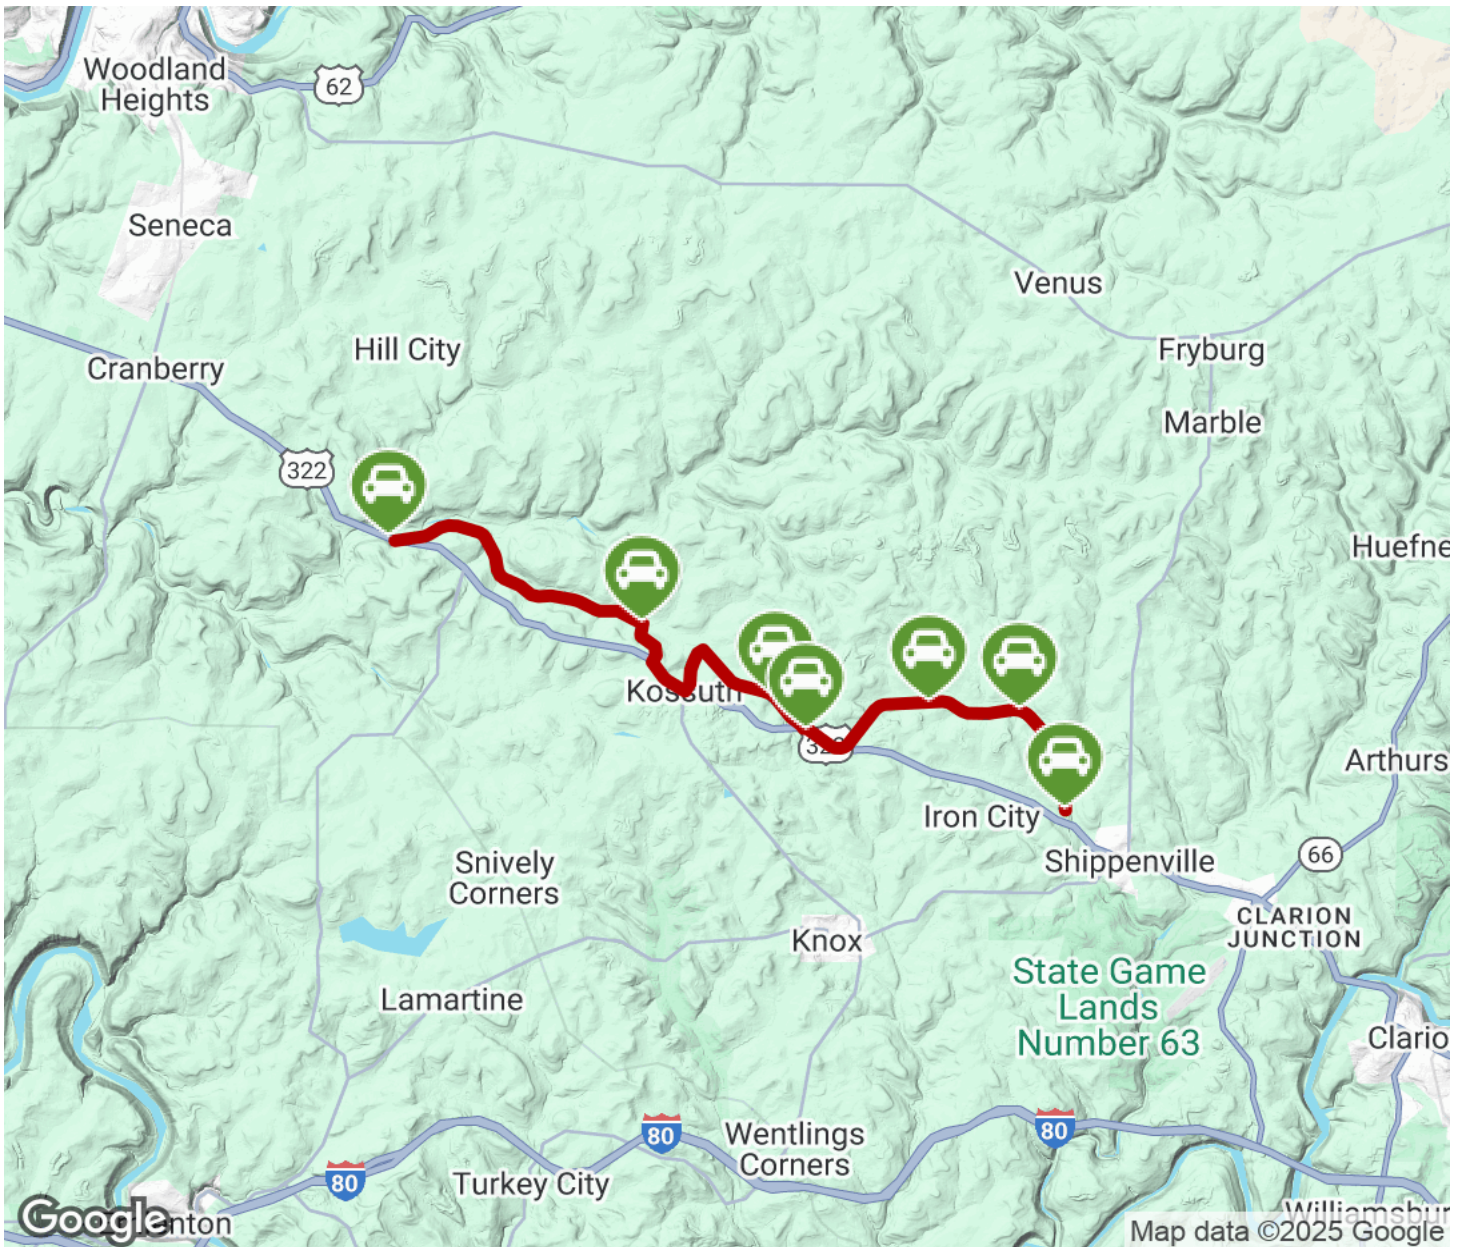 Woodland
Heights
62
Seneca
Venus
Hill City
Fryburg
Cranberry
Marble
322
Huefne
Kossuth
Arthurs
Iron City
Snively
Corners
Shippenville
66
CLARION
JUNCTION
Knox
State Game
Lands
Number 63
Lamartine
Clario
80
80
80
Wentlings
Corners
Turkey City
Google
Williamsbur
Map data ©2025 Google